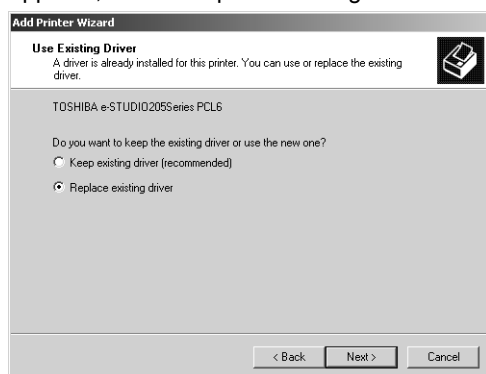 Add Printer Wizard
Use Existing Driver
A driver is already installed for this printer. You can use or replace the existing
driver.
TOSHIBA e-STUDIO205Series PCL6
Do you want to keep the existing driver or use the new one?
Keep existing driver (recommended)
Replace existing driver
< Back Next > Cancel